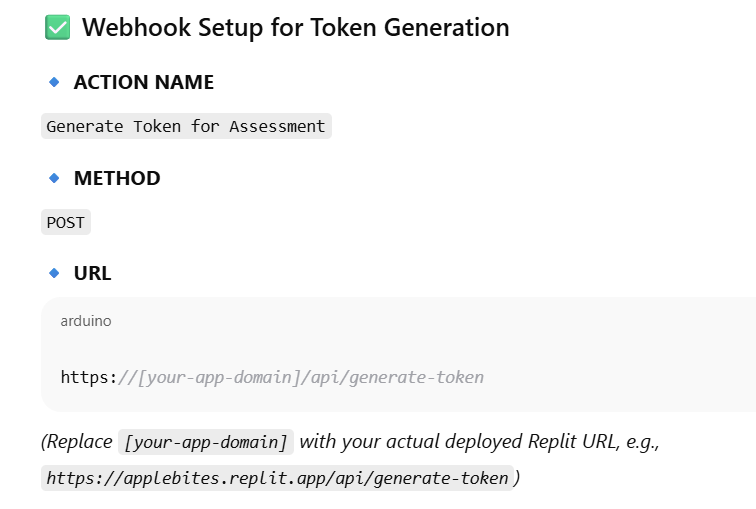 ✅ Webhook Setup for Token Generation
🔹 ACTION NAME
Generate Token for Assessment
🔹 METHOD
POST
🔹 URL
arduino
https://[your-app-domain]/api/generate-token
(Replace [your-app-domain] with your actual deployed Replit URL, e.g.,
https://applebites.replit.app/api/generate-token)